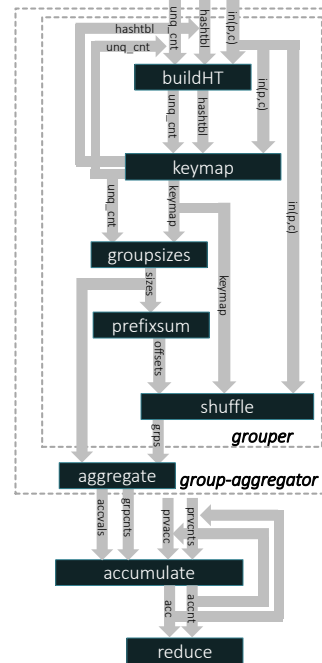 unq_cnt
hashtbl
in(p,c)
hashtbl
unq_cnt
buildHT
unq_cnt
hashtbl
in(p,c)
in(p,c)
keymap
unq_cnt
keymap
keymap
groupsizes
sizes
prefixsum
offsets
shuffle
grps
grouper
aggregate
group-aggregator
accvals
grpcnts
prvacc
prvcnts
accumulate
acc
accnt
reduce